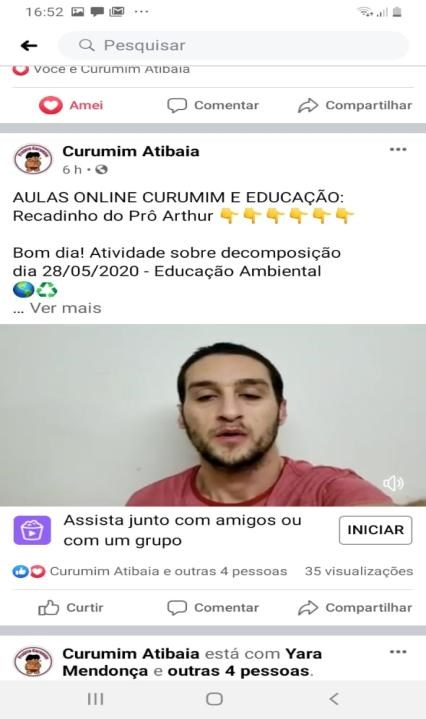 16:52
Pesquisar
Você e Curumim Atibaia
Amei Comentar Compartilhar
Curumim Atibaia
6 h
AULAS ONLINE CURUMIM E EDUCAÇÃO:
Recadinho do Prô Arthur 👇👇👇👇👇👇
Bom dia! Atividade sobre decomposição
dia 28/05/2020 - Educação Ambiental
🌎♻️
... Ver mais
Assista junto com amigos ou
com um grupo
INICIAR
Curumim Atibaia e outras 4 pessoas 35 visualizações
Curtir Comentar Compartilhar
Curumim Atibaia está com Yara
Mendonça e outras 4 pessoas.